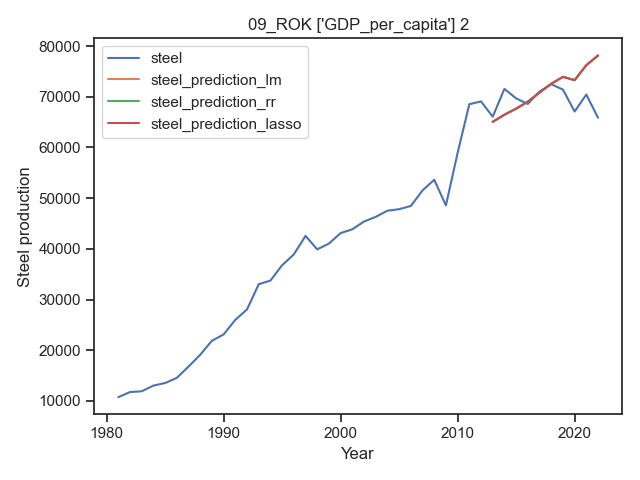 09_ROK ['GDP_per_capita'] 2
80000
70000
60000
50000
40000
30000
20000
10000
Steel production
steel
steel_prediction_lm
steel_prediction_rr
steel_prediction_lasso
1980 1990 2000 2010 2020
Year